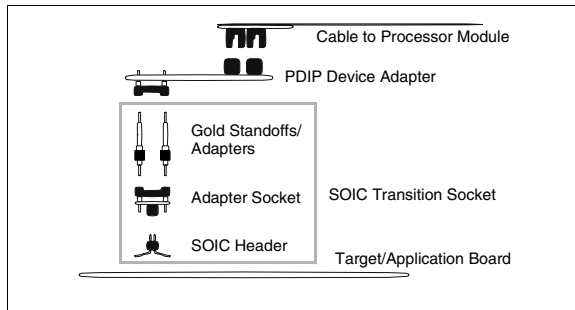 Cable to Processor Module
PDIP Device Adapter
Gold Standoffs/
Adapters
Adapter Socket
SOIC Transition Socket
SOIC Header
Target/Application Board